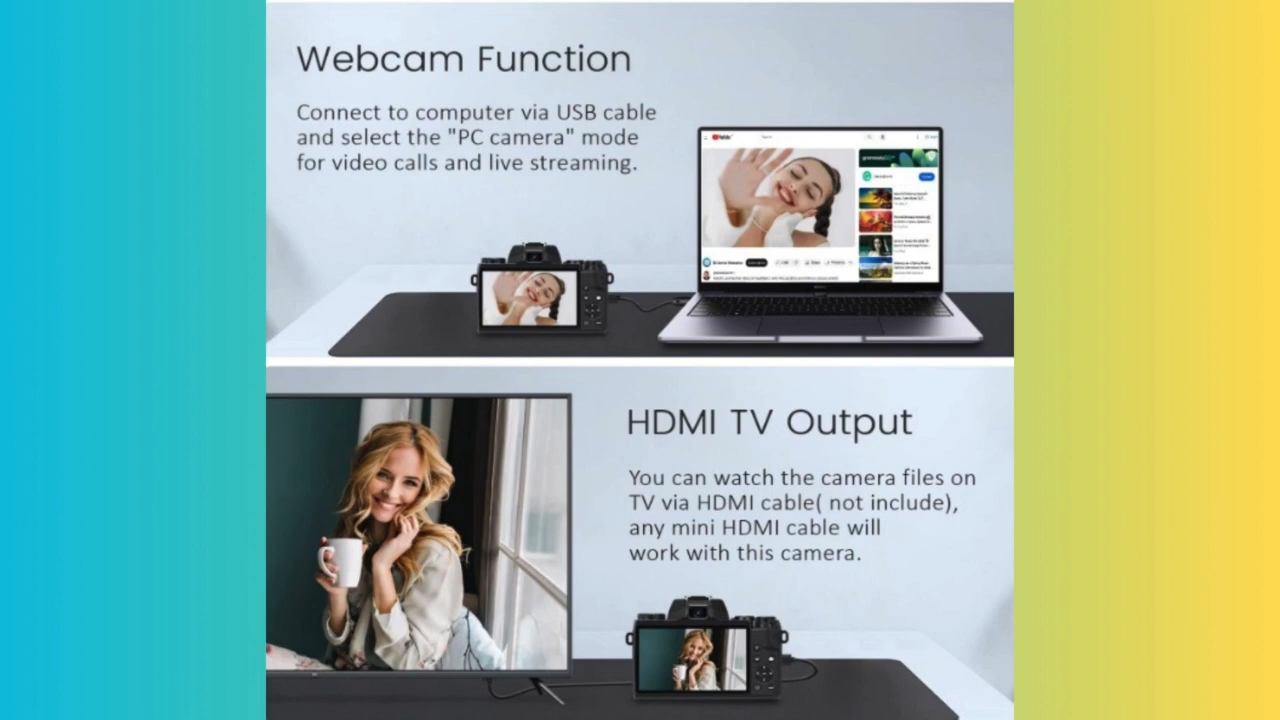 Webcam Function
Connect to computer via USB cable
and select the "PC camera" mode
for video calls and live streaming.
HDMI TV Output
You can watch the camera files on
TV via HDMI cable( not include),
any mini HDMI cable will
work with this camera.